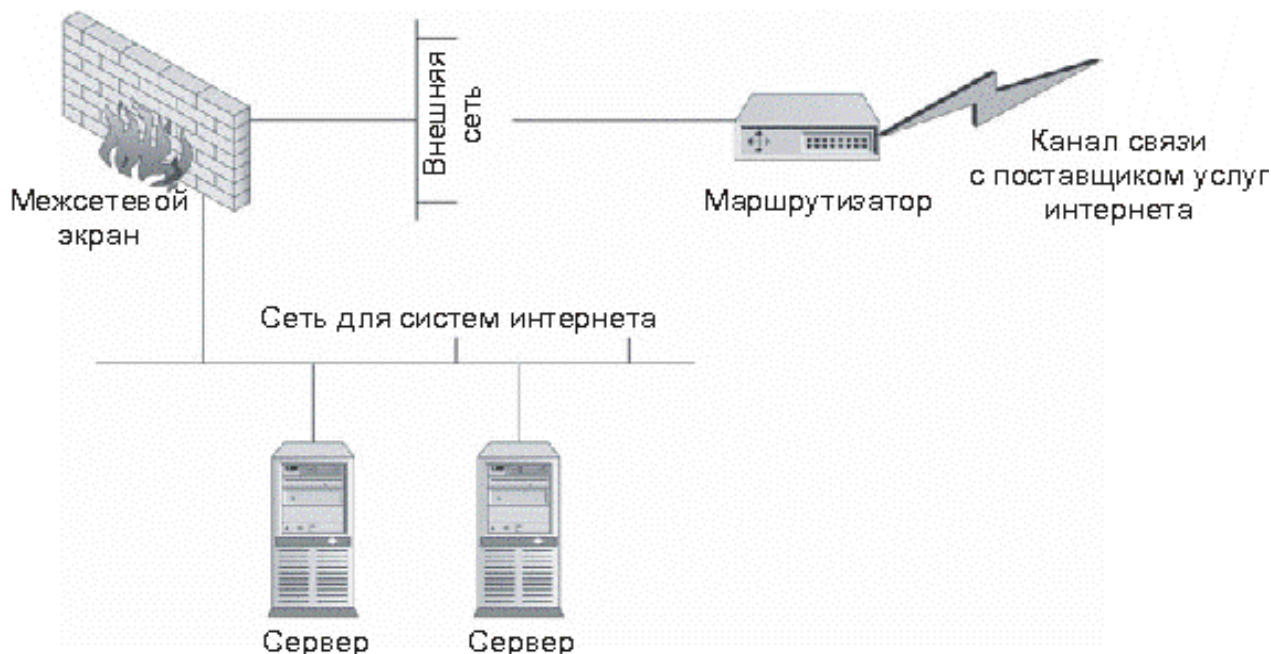 Внешняя
сеть
Канал связи
с поставщиком услуг
интернета
Межсетевой
экран
Маршрутизатор
Сеть для систем интернета
Сервер
Сервер